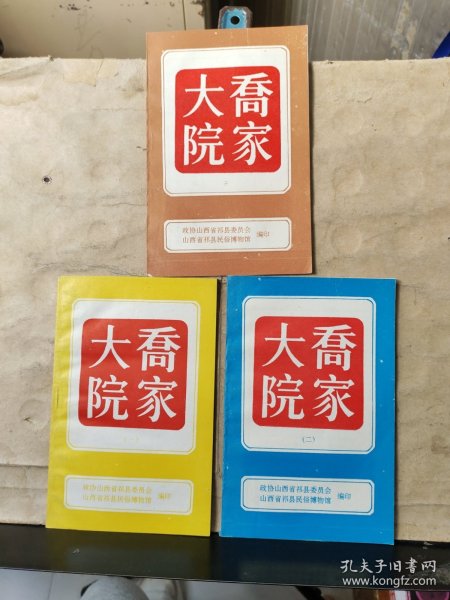 喬家
大院
三
政协山西省祁县委员会
山西省祁县民俗博物馆
编印
喬家
大院
(一)
政协山西省祁县委员会
山西省祁县民俗博物馆
编印
喬家
大院
(二)
政协山西省祁县委员会
山西省祁县民俗博物馆
编印
孔夫子旧书网
www.kongfz.com